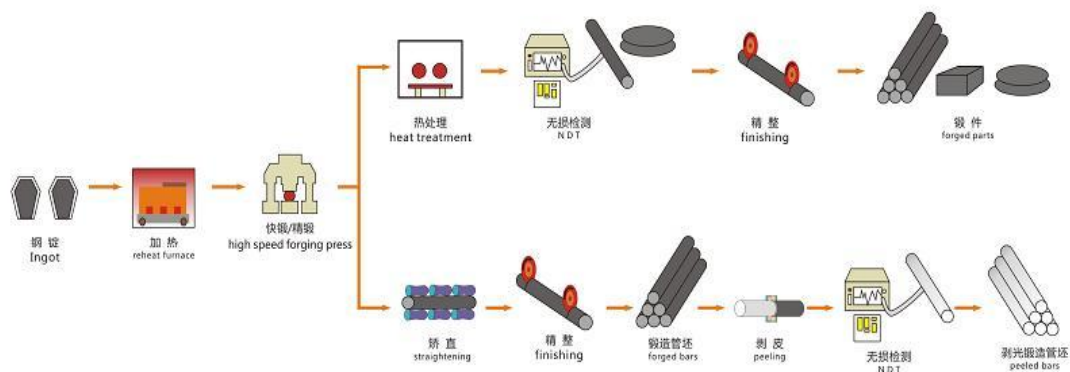 热处理
heat treatment
无损检测
NDT
精 整
finishing
锻 件
forged parts
钢 锭
Ingot
加 热
reheat furnace
快锻/精锻
high speed forging press
矫 直
straightening
精 整
finishing
锻造管坯
forged bars
剥 皮
peeling
无损检测
NDT
剥光锻造管坯
peeled bars